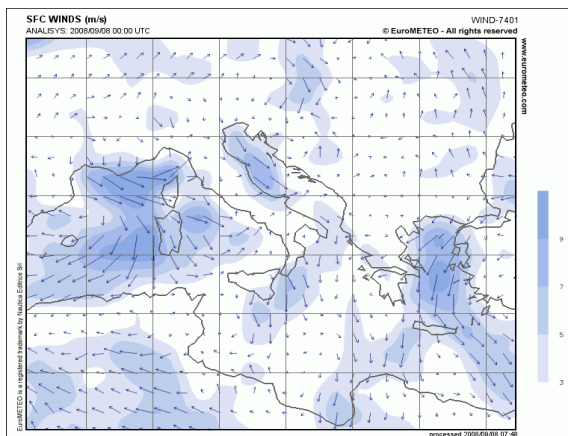 SFC WINDS (m/s)
WIND-7401
ANALISYS: 2008/09/08 00:00 UTC
© EuroMETEO - All rights reserved
www.eurometeo.com
9
7
5
3
EuroMETEO is a registered trademark by Nautica Editrice Srl
processed 2008/09/08 07:48